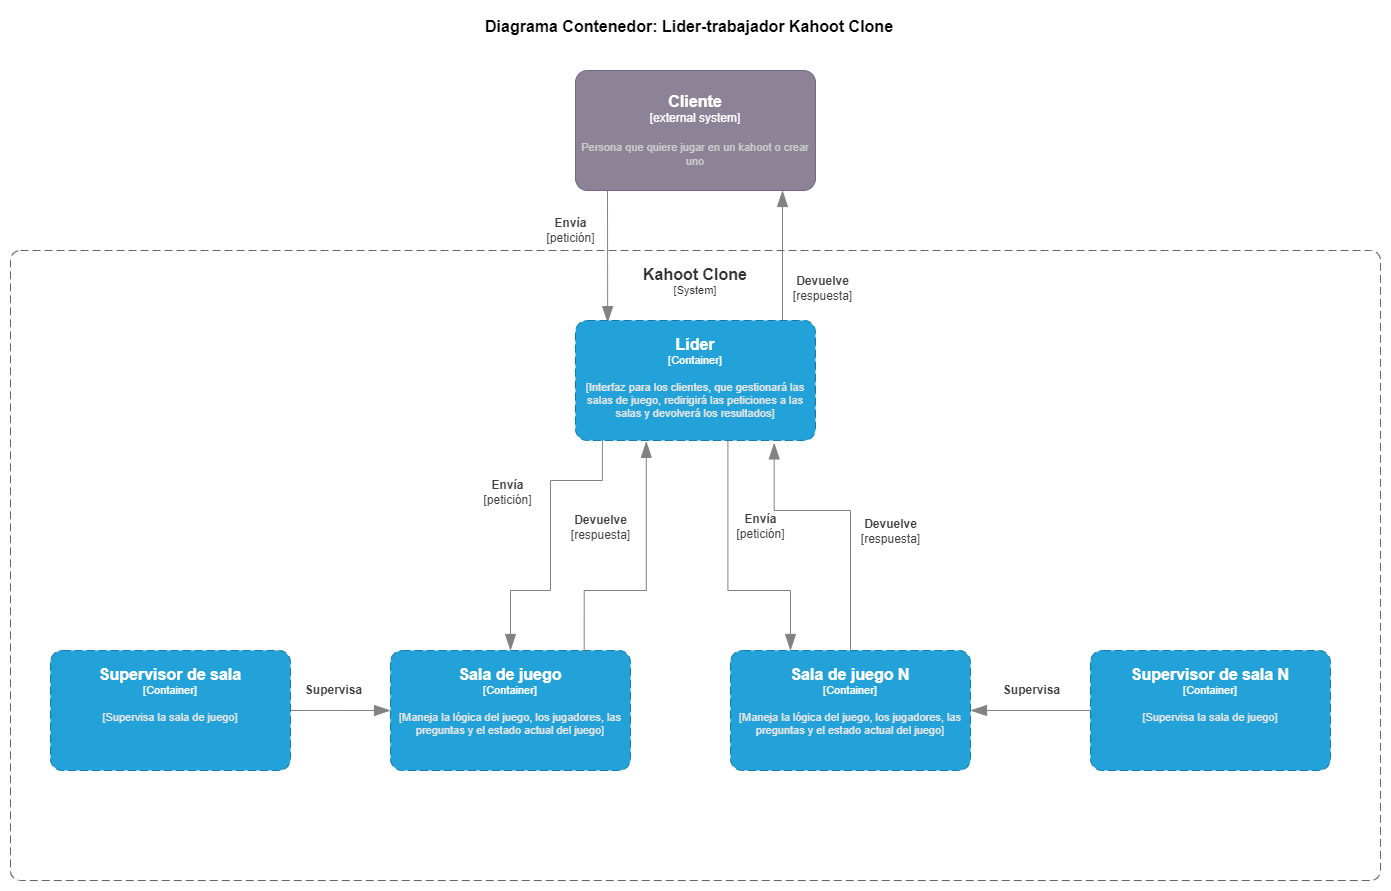 Diagrama Contenedor: Lider-trabajador Kahoot Clone
Cliente
[external system]
Persona que quiere jugar en un kahoot o crear
uno
Envía
[petición]
Kahoot Clone
[System]
Devuelve
[respuesta]
Líder
[Container]
[Interfaz para los clientes, que gestionará las
salas de juego, redirigirá las peticiones a las
salas y devolverá los resultados]
Envía
[petición]
Devuelve
[respuesta]
Envía
[petición]
Devuelve
[respuesta]
Supervisor de sala
[Container]
[Supervisa la sala de juego]
Supervisa
Sala de juego
[Container]
[Maneja la lógica del juego, los jugadores, las
preguntas y el estado actual del juego]
Sala de juego N
[Container]
[Maneja la lógica del juego, los jugadores, las
preguntas y el estado actual del juego]
Supervisa
Supervisor de sala N
[Container]
[Supervisa la sala de juego]